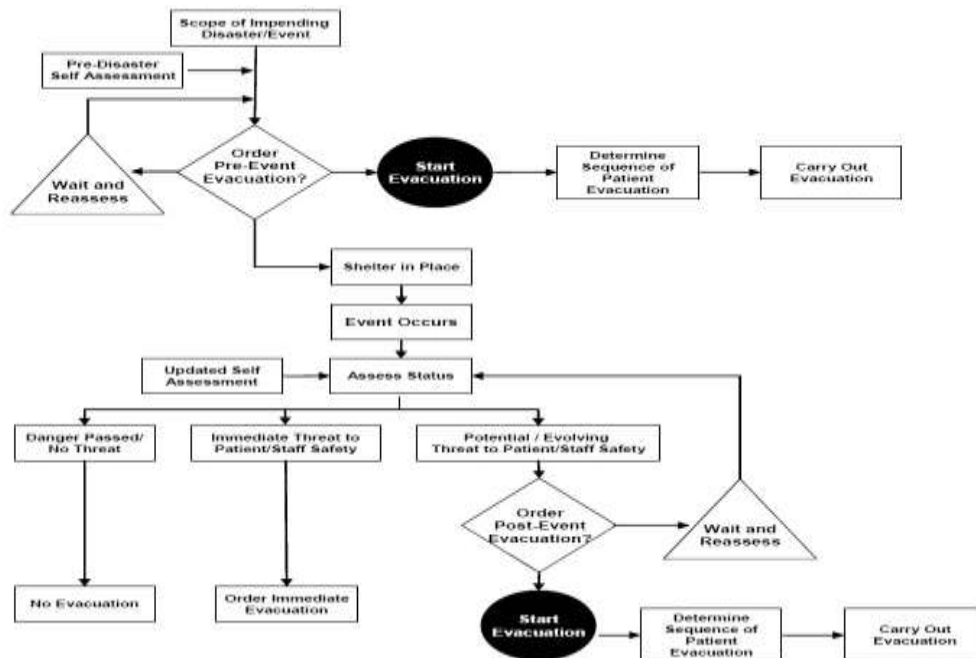 Scope of Impending
Disaster/Event
Pre-Disaster
Self Assessment
Order
Pre-Event
Evacuation?
Wait and
Reassess
Start
Evacuation
Determine
Sequence of
Patient
Evacuation
Carry Out
Evacuation
Shelter in Place
Event Occurs
Updated Self
Assessment
Assess Status
Danger Passed/
No Threat
Immediate Threat to
Patient/Staff Safety
Potential / Evolving
Threat to Patient/Staff Safety
Order
Post-Event
Evacuation?
Wait and
Reassess
No Evacuation
Order Immediate
Evacuation
Start
Evacuation
Determine
Sequence of
Patient Evacuation
Carry Out
Evacuation